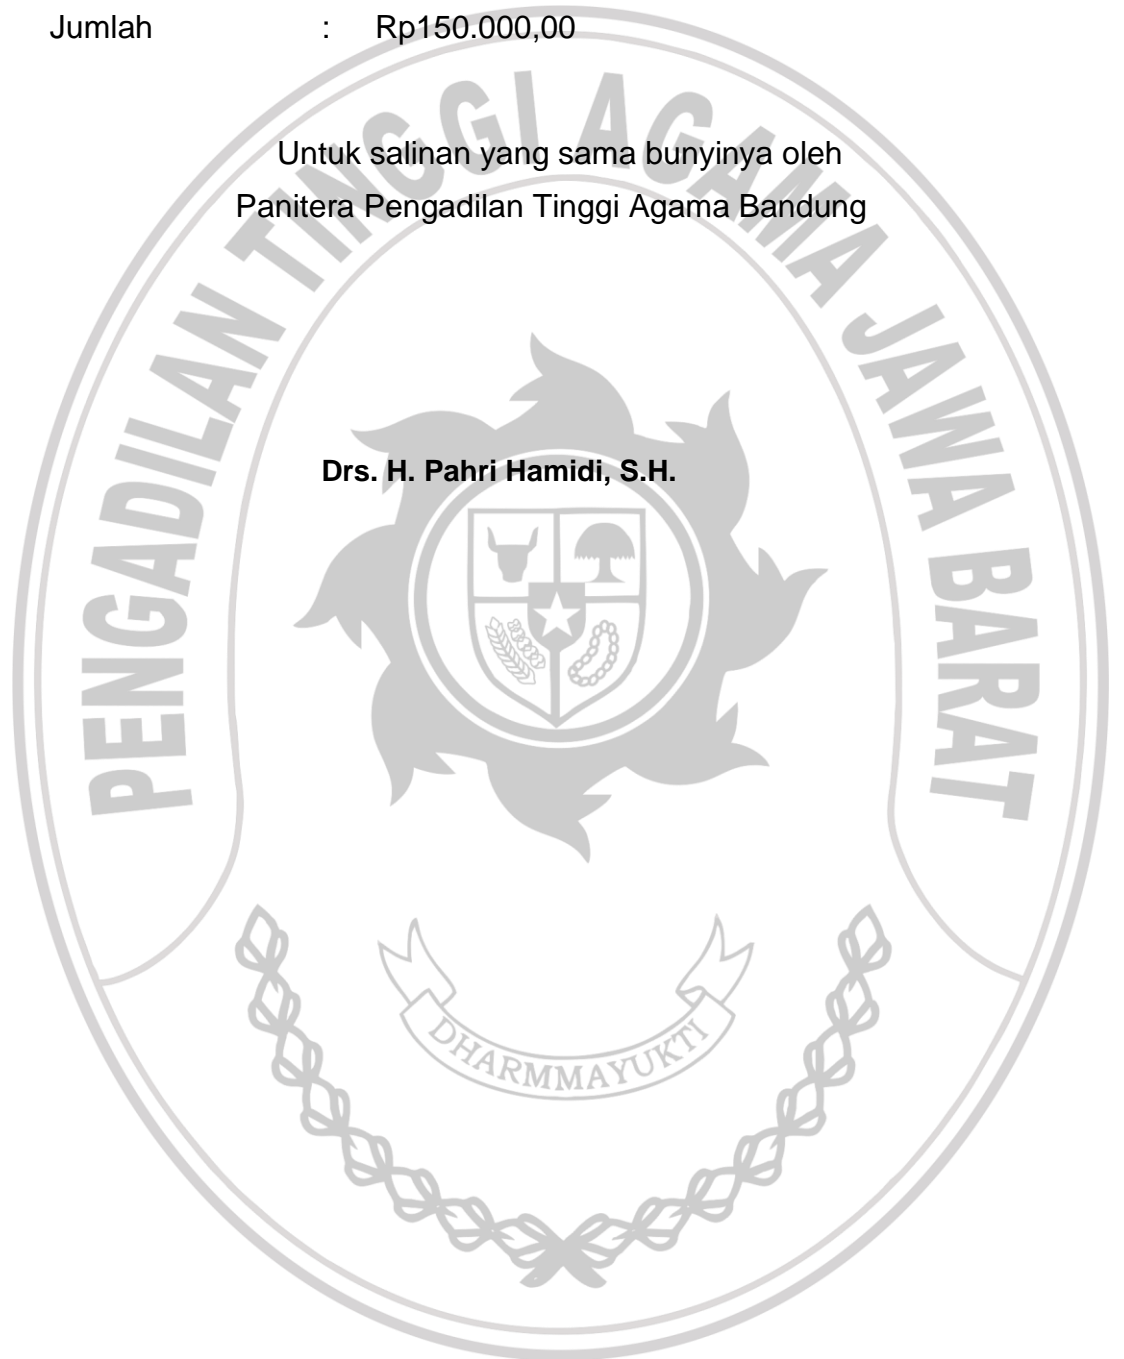 Jumlah : Rp150.000,00
Untuk salinan yang sama bunyinya oleh
Panitera Pengadilan Tinggi Agama Bandung
Drs. H. Pahri Hamidi, S.H.
PENGADILAN TINGGI AGAMA JAWA BARAT
DHARMMAYUKTI